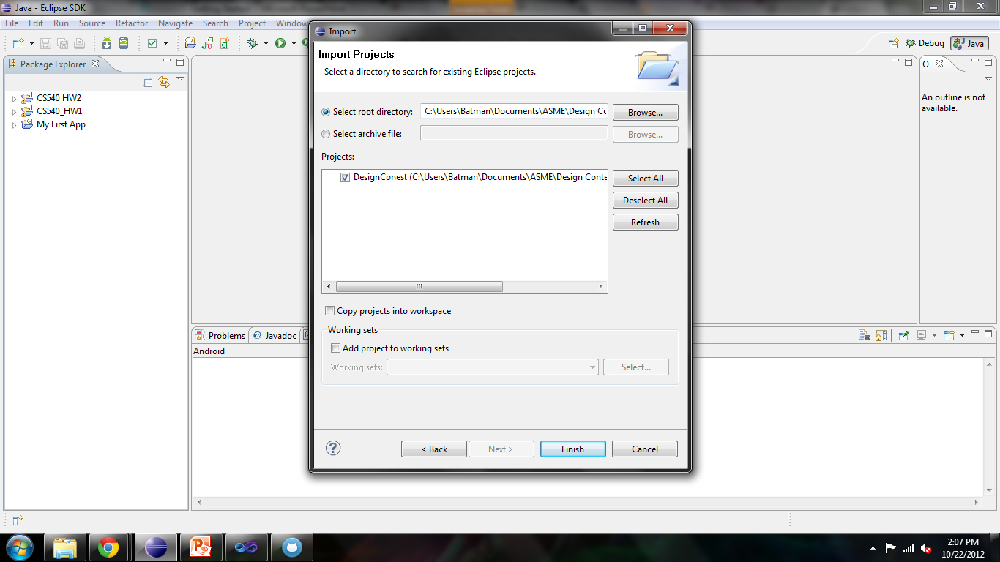 Java - Eclipse SDK
File Edit Run Source Refactor Navigate Search Project Window
Debug Java
Package Explorer
CS540 HW2
CS540_HW1
My First App
Import
Import Projects
Select a directory to search for existing Eclipse projects.
Select root directory: C:\Users\Batman\Documents\ASME\Design Co Browse...
Select archive file: Browse...
Projects:
DesignConest (C:\Users\Batman\Documents\ASME\Design Conte
Select All
Deselect All
Refresh
Copy projects into workspace
Working sets
Add project to working sets
Working sets: Select...
< Back Next > Finish Cancel
O
An outline is not
available.
Problems @ Javadoc
Android
2:07 PM
10/22/2012